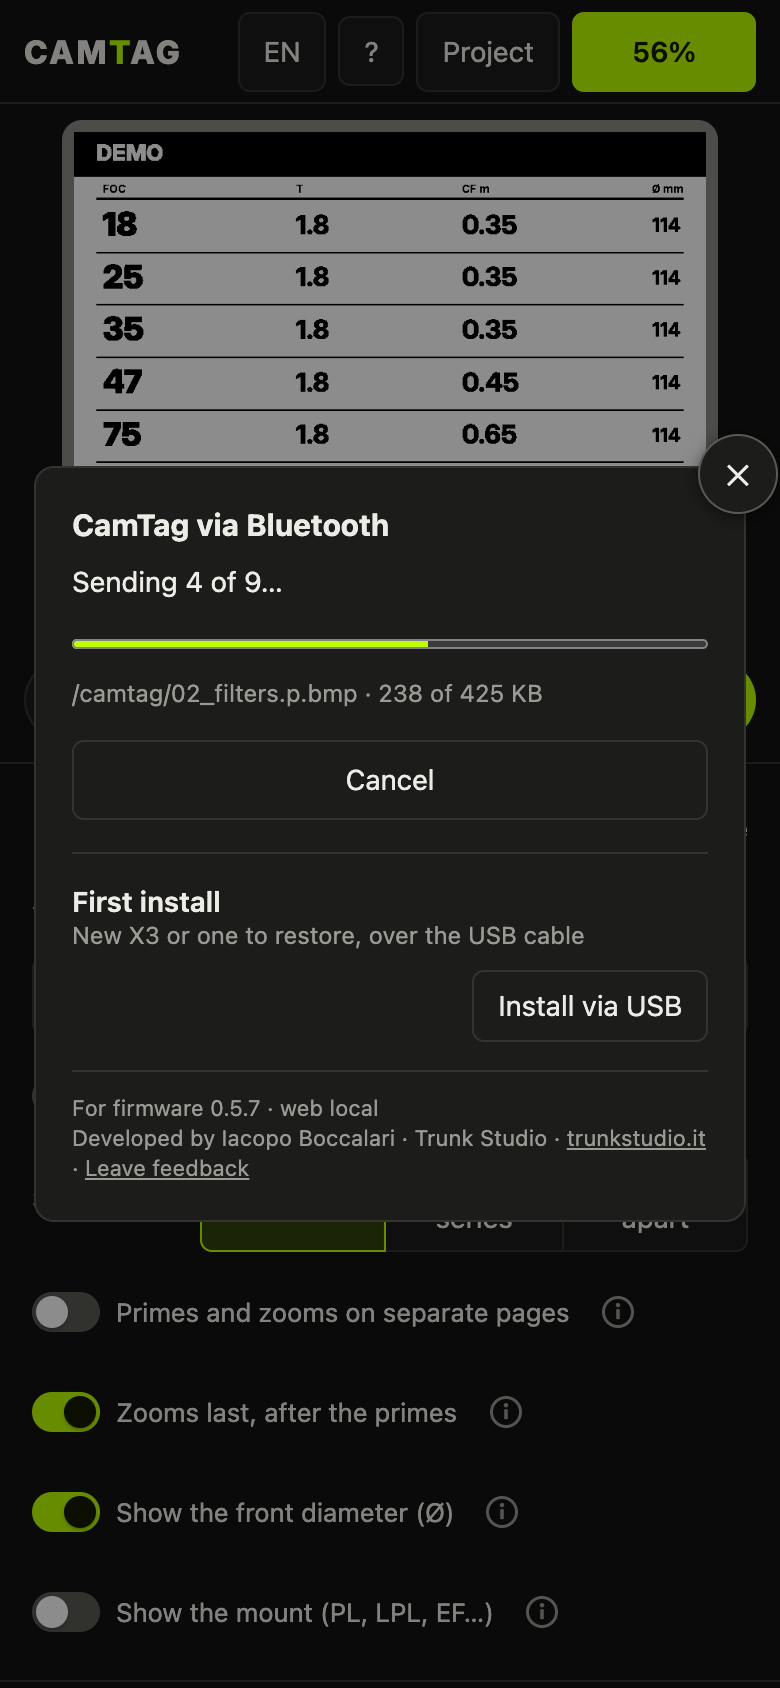 CAMTAG EN ? Project 56%
DEMO
FOC T CF m Ø mm
18 1.8 0.35 114
25 1.8 0.35 114
35 1.8 0.35 114
47 1.8 0.45 114
75 1.8 0.65 114
CamTag via Bluetooth
Sending 4 of 9...
/camtag/02_filters.p.bmp · 238 of 425 KB
Cancel
First install
New X3 or one to restore, over the USB cable
Install via USB
For firmware 0.5.7 · web local
Developed by Iacopo Boccalari · Trunk Studio · trunkstudio.it
· Leave feedback
series apart
Primes and zooms on separate pages
Zooms last, after the primes
Show the front diameter (Ø)
Show the mount (PL, LPL, EF...)